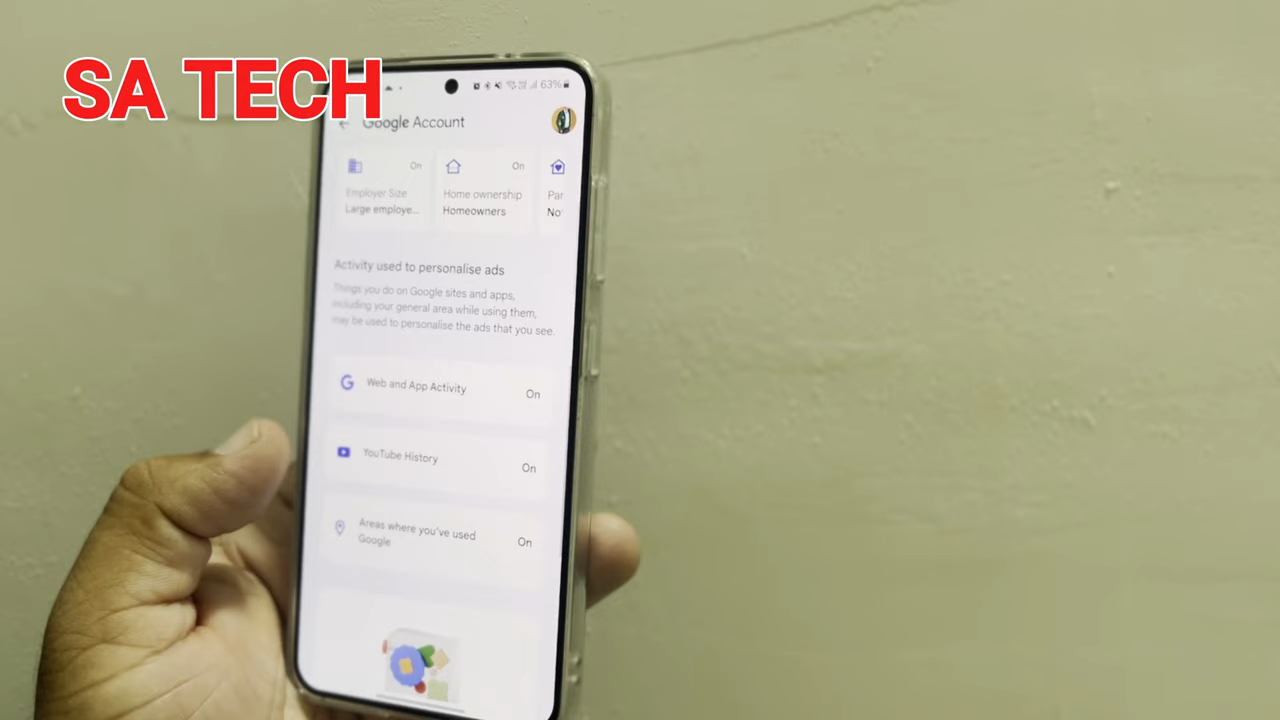 SA TECH
63%
Google Account
On
On
Employer Size
Home ownership
Par
Large employe...
Homeowners
No
Activity used to personalise ads
Things you do on Google sites and apps,
including your general area while using them,
may be used to personalise the ads that you see.
Web and App Activity
On
YouTube History
On
Areas where you've used
Google
On